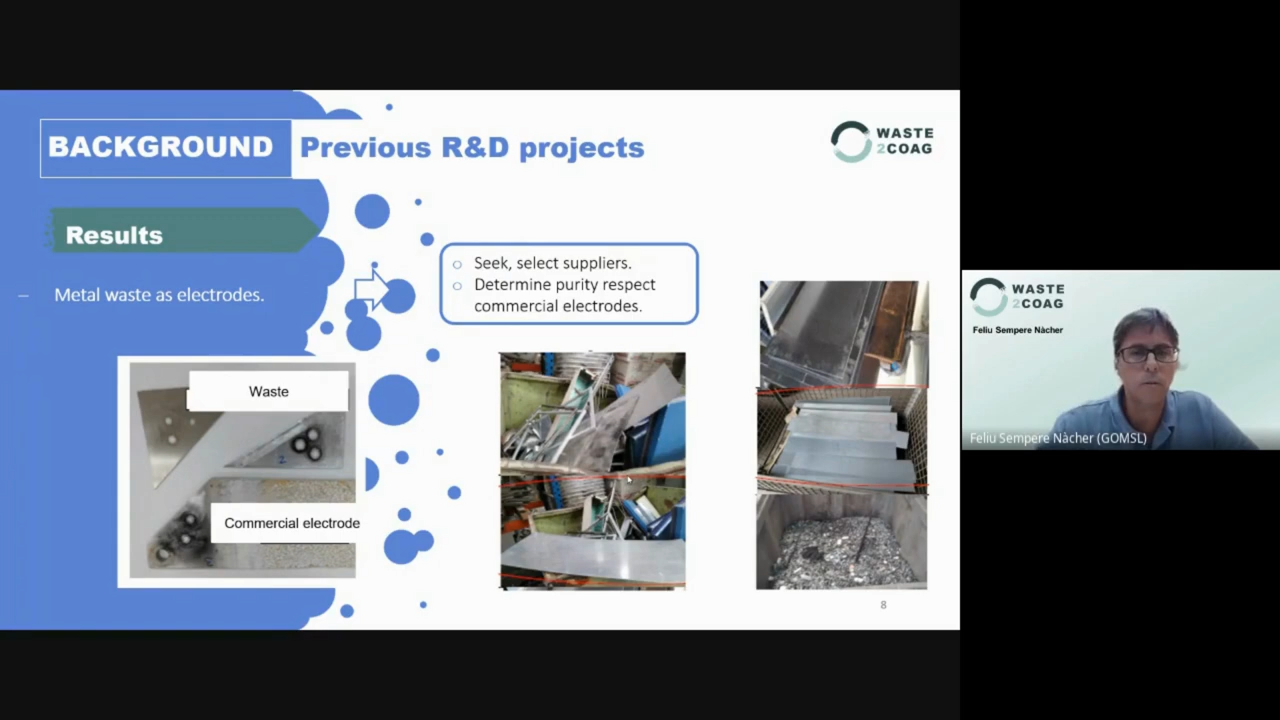 BACKGROUND Previous R&D projects
WASTE
2COAG
Results
– Metal waste as electrodes.
○ Seek, select suppliers.
○ Determine purity respect
commercial electrodes.
Waste
Commercial electrode
8
WASTE
2COAG
Feliu Sempere Nàcher
Feliu Sempere Nàcher (GOMSL)